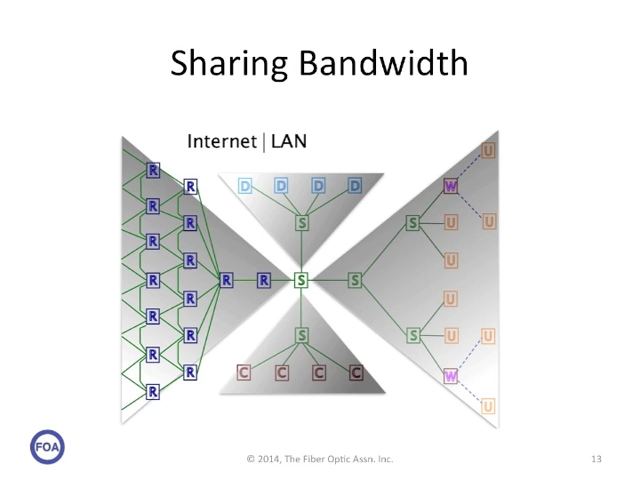 Sharing Bandwidth
Internet | LAN
U
R
R D D D D W
R
R S S U U
R
R U
R R R S S
R U
R
R S S U U
R
R C C C C W
R
U
FOA
© 2014, The Fiber Optic Assn. Inc.
13